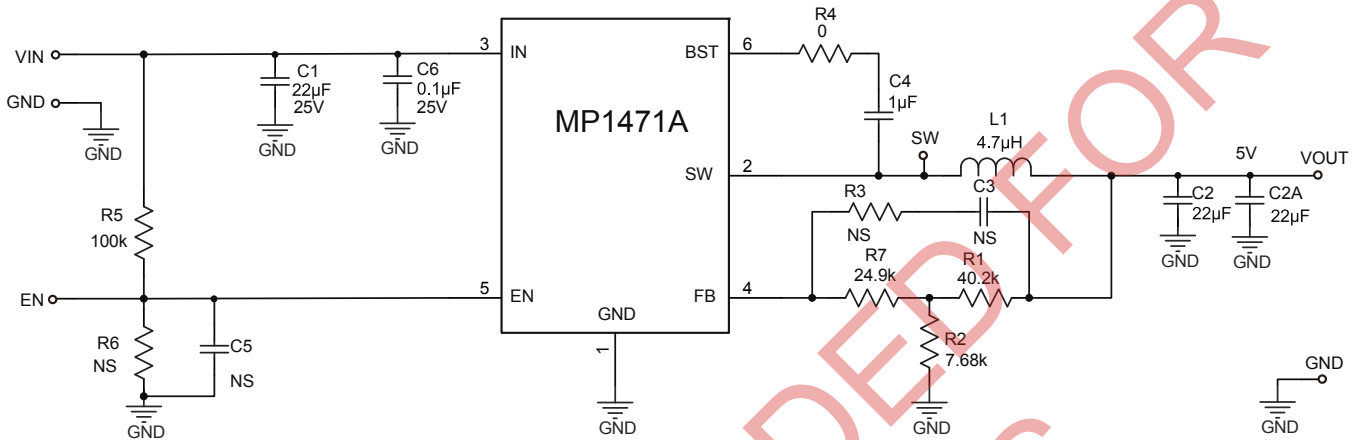 VIN
GND
GND
R5
100k
EN
R6
NS
C5
NS
GND
C1
22µF
25V
GND
C6
0.1µF
25V
GND
3
IN
5
EN
MP1471A
BST
6
SW
2
FB
4
GND
1
GND
R4
0
C4
1µF
SW
L1
4.7µH
R3
NS
C3
NS
R7
24.9k
R1
40.2k
R2
7.68k
GND
5V
VOUT
C2
22µF
GND
C2A
22µF
GND
GND
GND
DED FOR